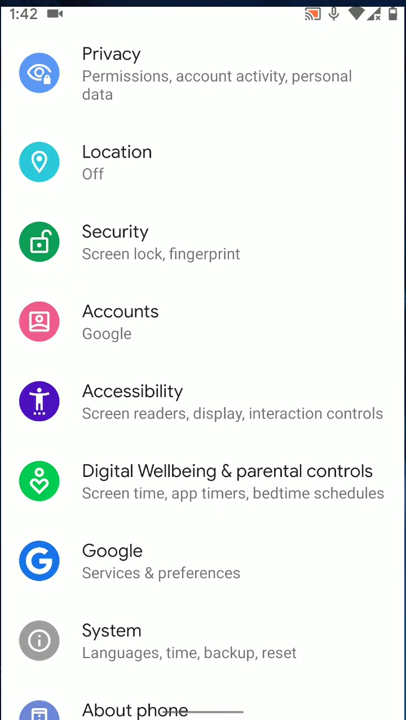 1:42
Privacy
Permissions, account activity, personal
data
Location
Off
Security
Screen lock, fingerprint
Accounts
Google
Accessibility
Screen readers, display, interaction controls
Digital Wellbeing & parental controls
Screen time, app timers, bedtime schedules
Google
Services & preferences
System
Languages, time, backup, reset
About phone